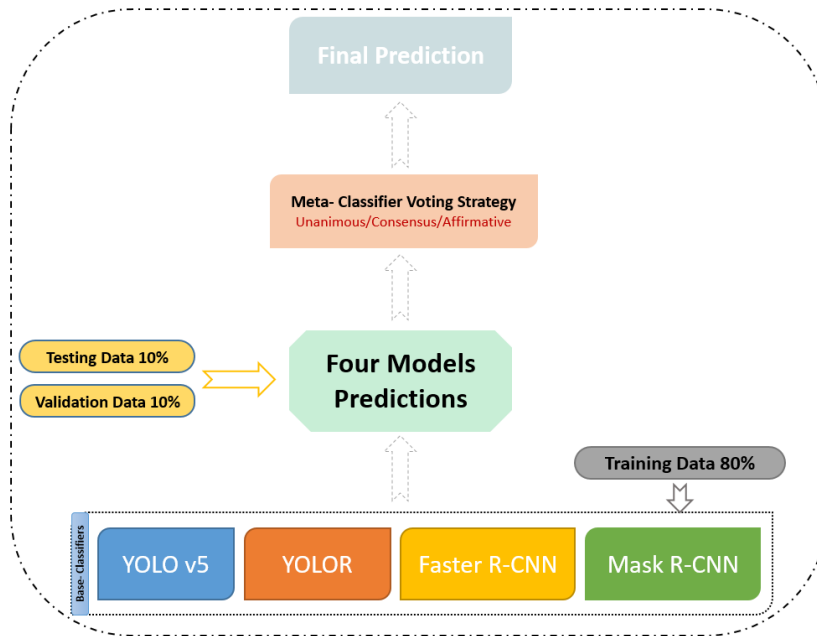 Final Prediction
Meta- Classifier Voting Strategy
Unanimous/Consensus/Affirmative
Testing Data 10%
Validation Data 10%
Four Models
Predictions
Training Data 80%
Base- Classifiers
YOLO v5
YOLOR
Faster R-CNN
Mask R-CNN